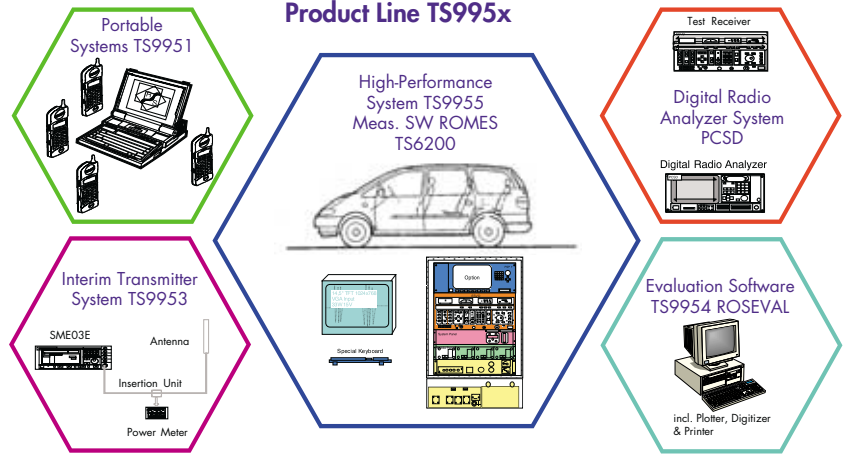 Product Line TS995x
Portable
Systems TS9951
High-Performance
System TS9955
Meas. SW ROMES
TS6200
Option
Special Keyboard
Test Receiver
Digital Radio
Analyzer System
PCSD
Digital Radio Analyzer
Interim Transmitter
System TS9953
SME03E
Antenna
Insertion Unit
Power Meter
Evaluation Software
TS9954 ROSEVAL
incl. Plotter, Digitizer
& Printer